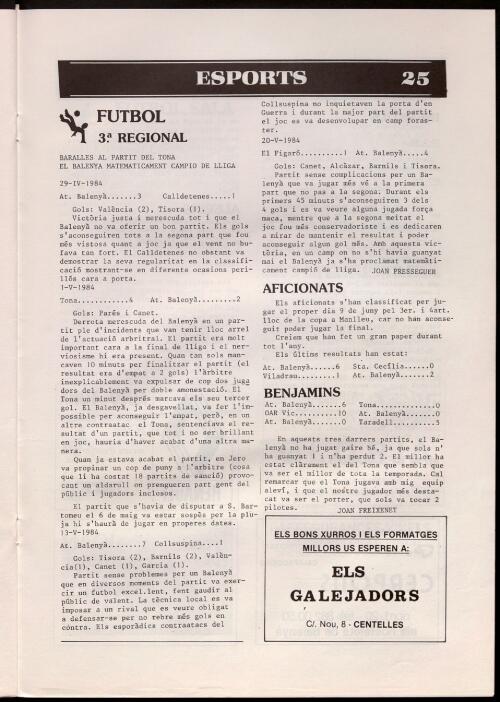 ESPORTS 25
FUTBOL
3.ª REGIONAL
BARALLES AL PARTIT DEL TONA
EL BALENYA MATEMATICAMENT CAMPIO DE LLIGA
29-IV-1984
At. Balenyà.......3 Calldetenes.....1
Gols: València (2), Tisora (1).
Victòria justa i merescuda tot i que el
Balenyà no va oferir un bon partit. Els gols
s'aconseguiren tots a la segona part que fou
més vistosa quant a joc ja que el vent no bu-
fava tan fort. El Calldetenes no obstant va
demostrar la seva regularitat en la classifi-
cació mostrant-se en diferents ocasions peri-
llós cara a porta.
1-V-1984
Tona............4 At. Balenyà.........2
Gols: Parés i Canet.
Derrota merescuda del Balenyà en un par-
tit ple d'incidents que van tenir lloc arrel
de l'actuació arbitral. El partit era molt
important cara a la final de lliga i el ner-
viosisme hi era present. Quan tan sols man-
caven 10 minuts per finalitzar el partit (el
resultat era d'empat a 2 gols) l'àrbitre
inexplicablement va expulsar de cop dos juga
dors del Balenyà per doble amonestació. El
Tona un minut després marcava els seu tercer
gol. El Balenyà, ja desgavellat, va fer l'im-
possible per aconseguir l'empat, però, en un
altre contraatac el Tona, sentenciava el re-
sultat d'un partit, que tot i no ser brillant
en joc, hauria d'haver acabat d'una altra ma-
nera.
Quan ja estava acabat el partit, en Jero
va propinar un cop de puny a l'àrbitre (cosa
que li ha costat 18 partits de sanció) provo-
cant un aldarull on prengueren part gent del
públic i jugadors inclosos.
El partit que s'havia de disputar a S. Bar-
tomeu el 6 de maig va estar sospès per la plu-
ja hi s'haurà de jugar en properes dates.
13-V-1984
At. Balenyà........7 Collsuspina....1
Gols: Tisora (2), Barnils (2), Valèn-
cia(1), Canet (1), Garcia (1).
Partit sense problemes per un Balenyà
que en diversos moments del partit va exer-
cir un futbol excel.lent, fent gaudir al
públic de valent. La tècnica local es va
imposar a un rival que es veure obligat
a defensar-se per no rebre més gols en
contra. Els esporàdics contraatacs del
Collsuspina no inquietaven la porta d'en
Guerra i durant la major part del partit
el joc es va desenvolupar en camp foras-
ter.
20-V-1984
El Figaró..........1 At. Balenyà.....4
Gols: Canet, Alcàzar, Barnils i Tisora.
Partit sense complicacions per un Ba-
lenyà que va jugar més vé a la primera
part que no pas a la segona. Durant els
primers 45 minuts s'aconseguiren 3 dels
4 gols i es va veure alguna jugada força
maca, mentre que a la segona meitat el
joc fou més conservadoriste i es dedicaren
a mirar de mantenir el resultat i poder
aconseguir algun gol més. Amb aquesta vic-
tòria, en un camp on no s'hi havia guanyat
mai el Balenyà ja s'ha proclamat matemàti-
cament campió de lliga. JOAN PRESSEGUER
AFICIONATS
Els aficionats s'han classificat per ju-
gar el proper dia 9 de juny pel 3er. i 4art.
lloc de la copa a Manlleu, car no han aconse-
guit poder jugar la final.
Creiem que han fet un gran paper durant
tot l'any.
Els últims resultats han estat:
At. Balenyà......6 Sta. Cecília.....0
Viladrau.........1 At. Balenyà......2
BENJAMINS
At. Balenyà.......6 Tona..............0
OAR Vic..........10 At. Balenyà.......0
At. Balenyà.......0 Taradell..........5
En aquests tres darrers partits, el Ba-
lenyà no ha jugat gaire bé, ja que sols n'
ha guanyat 1 i n'ha perdut 2. El millor ha
estat clàrement el del Tona que sembla que
va ser el millor de tota la temporada. Cal
remarcar que el Tona jugava amb mig equip
aleví, i que el nostre jugador més desta-
cat va ser el porter, que sols va tocar 2
pilotes. JOAN FREIXENET
ELS BONS XURROS I ELS FORMATGES
MILLORS US ESPEREN A:
ELS
GALEJADORS
C/. Nou, 8 - CENTELLES